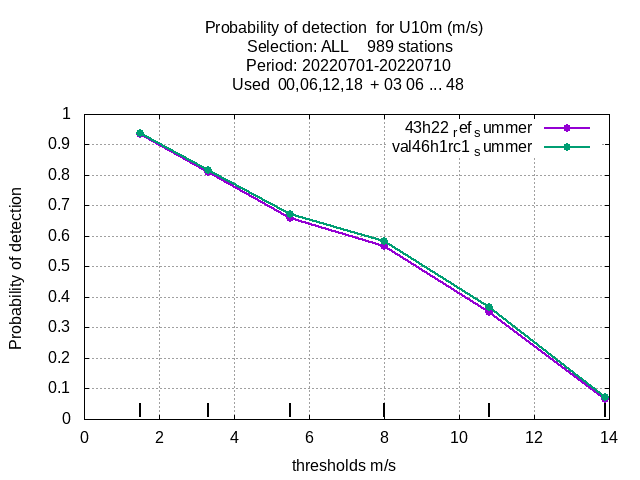 Probability of detection  for U10m (m/s)
Selection: ALL    989 stations
Period: 20220701-20220710
Used  00,06,12,18  + 03 06 ... 48
43h22 ref summer
val46h1rc1 summer
Probability of detection
1
0.9
0.8
0.7
0.6
0.5
0.4
0.3
0.2
0.1
0
0 2 4 6 8 10 12 14
thresholds m/s